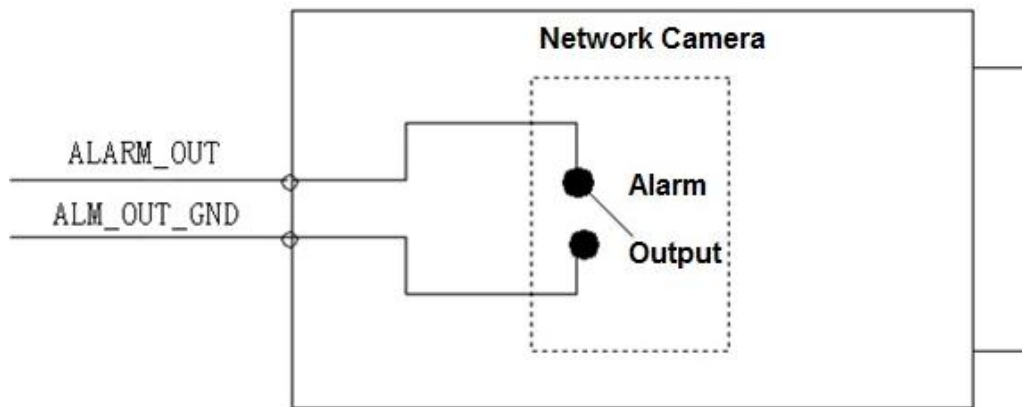 Network Camera
ALARM_OUT
Alarm
ALM_OUT_GND
Output